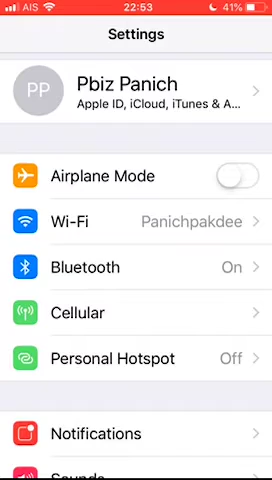 AIS 22:53 41%
Settings
PP
Pbiz Panich
Apple ID, iCloud, iTunes & A...
Airplane Mode
Wi-Fi Panichpakdee
Bluetooth On
Cellular
Personal Hotspot Off
Notifications
Sounds